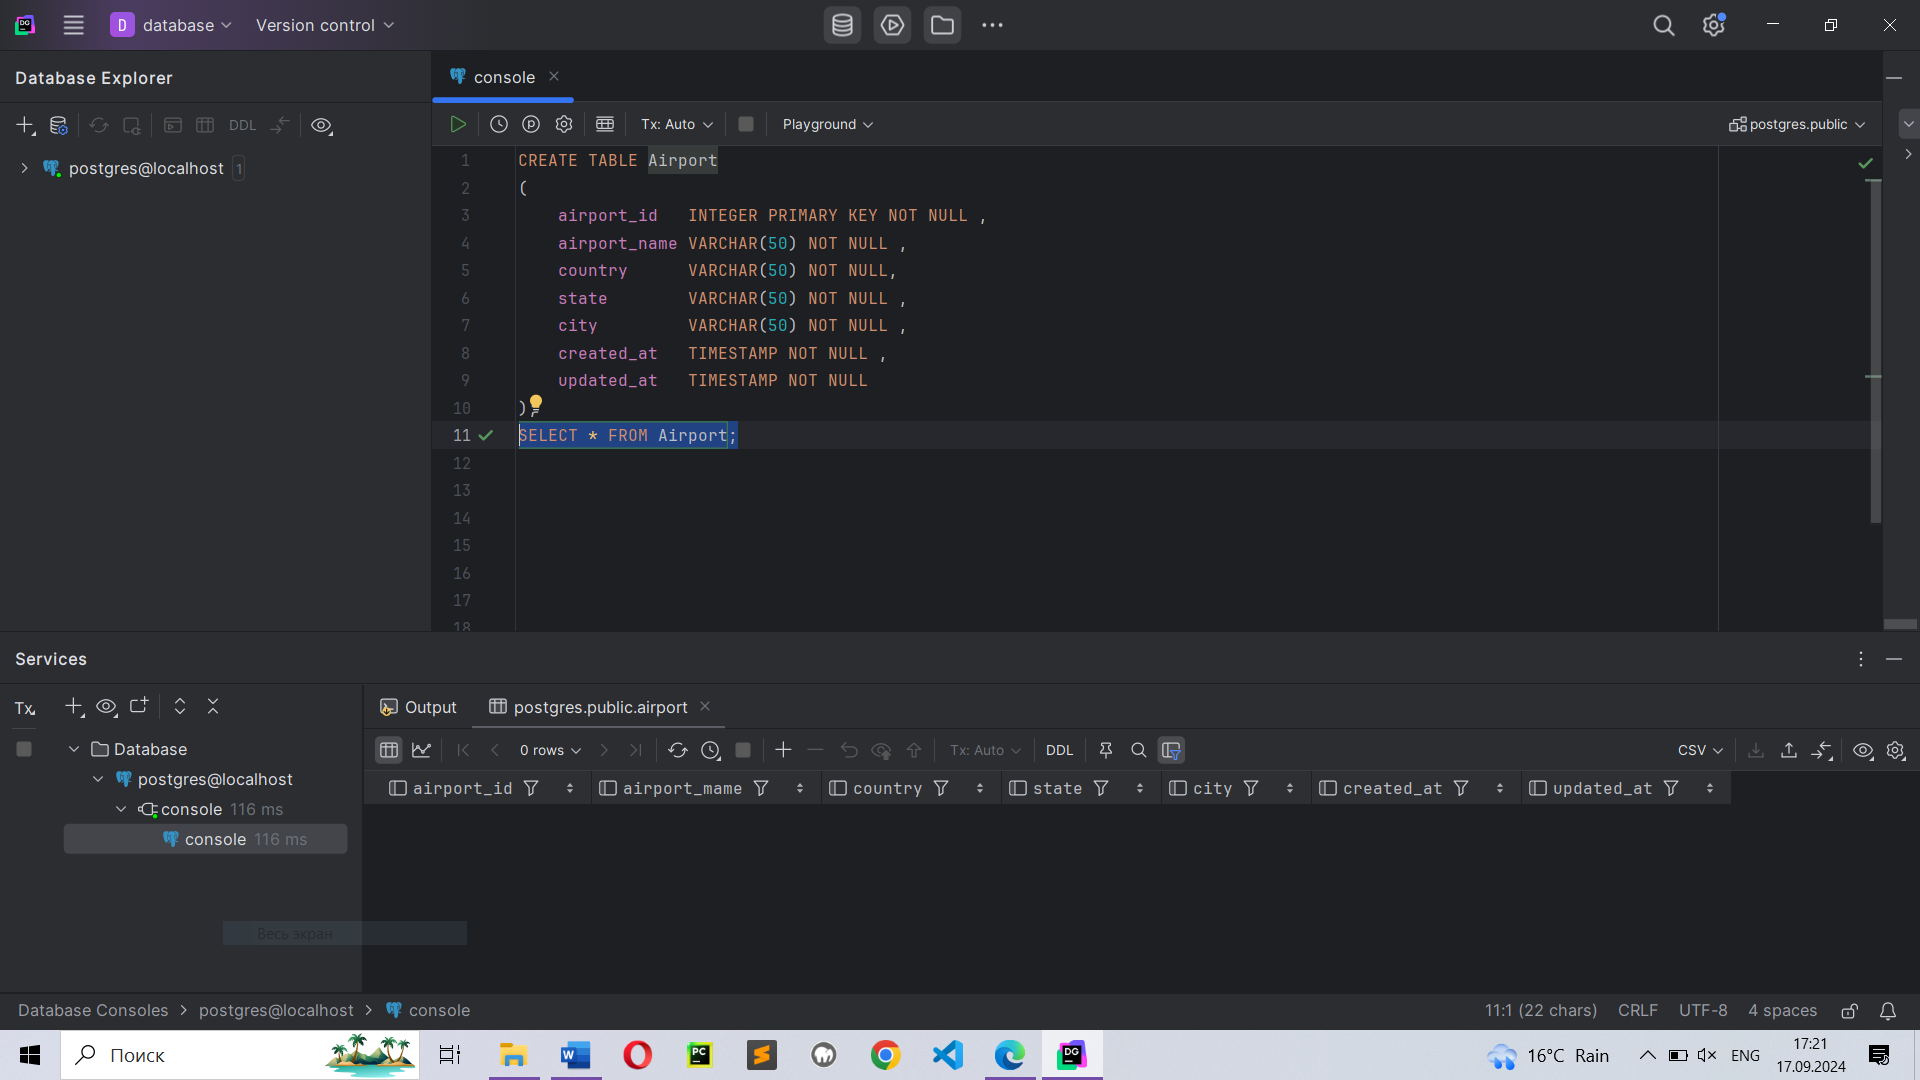 D database Version control
Database Explorer
console
DDL
Tx: Auto Playground postgres.public
postgres@localhost 1
1 CREATE TABLE Airport
2 (
3 airport_id INTEGER PRIMARY KEY NOT NULL ,
4 airport_name VARCHAR(50) NOT NULL ,
5 country VARCHAR(50) NOT NULL,
6 state VARCHAR(50) NOT NULL ,
7 city VARCHAR(50) NOT NULL ,
8 created_at TIMESTAMP NOT NULL ,
9 updated_at TIMESTAMP NOT NULL
10 )
11 SELECT * FROM Airport;
12
13
14
15
16
17
18
Services
Tx
Output postgres.public.airport
Database
0 rows Tx: Auto DDL CSV
postgres@localhost
airport_id airport_mame country state city created_at updated_at
console 116 ms
console 116 ms
Весь экран
Database Consoles > postgres@localhost > console 11:1 (22 chars) CRLF UTF-8 4 spaces
Поиск
16°C Rain ENG
17:21
17.09.2024